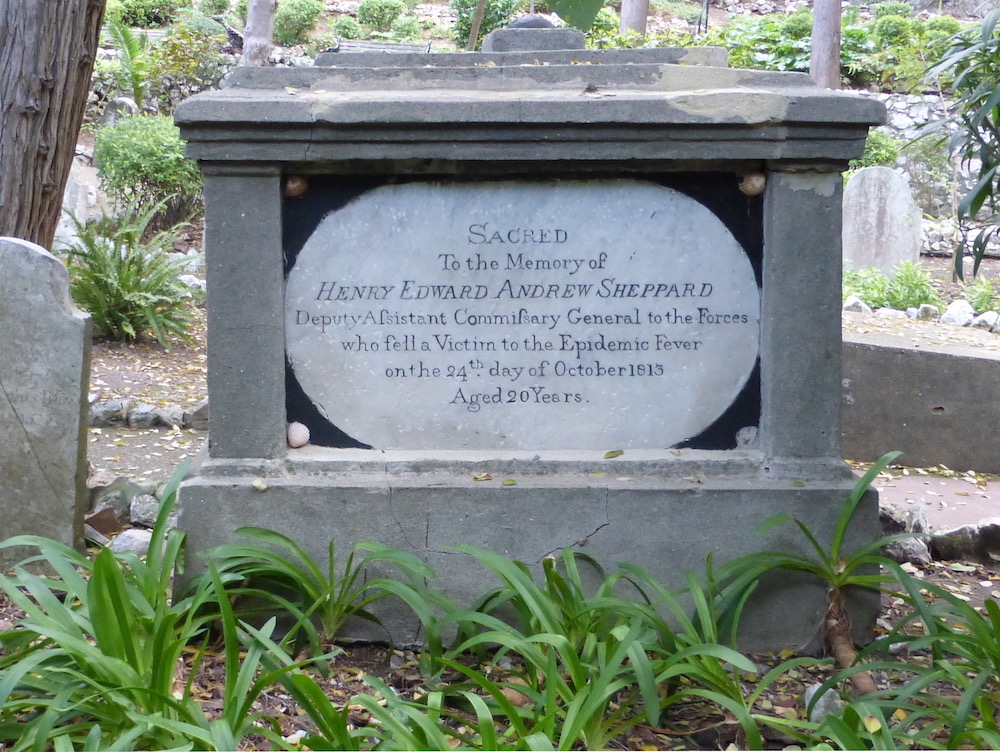 SACRED
To the Memory of
HENRY EDWARD ANDREW SHEPPARD
Deputy Aſsistant Commiſsary General to the Forces
who fell a Victim to the Epidemic Fever
on the 24th. day of October 1813
Aged 20 Years.